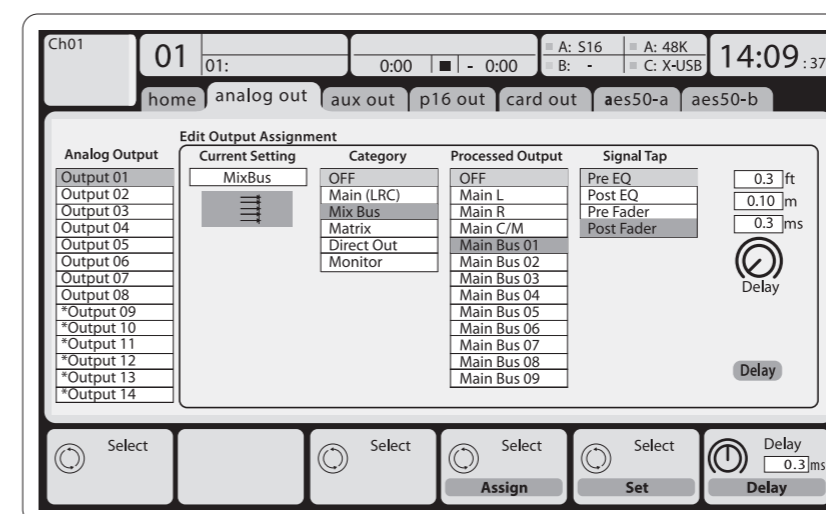 Ch01
01
01:
0:00 - 0:00
A: S16
B: -
A: 48K
C: X-USB
14:09 :37
home analog out aux out p16 out card out aes50-a aes50-b
Edit Output Assignment
Analog Output
Output 01
Output 02
Output 03
Output 04
Output 05
Output 06
Output 07
Output 08
*Output 09
*Output 10
*Output 11
*Output 12
*Output 13
*Output 14
Current Setting
MixBus
Category
OFF
Main (LRC)
Mix Bus
Matrix
Direct Out
Monitor
Processed Output
OFF
Main L
Main R
Main C/M
Main Bus 01
Main Bus 02
Main Bus 03
Main Bus 04
Main Bus 05
Main Bus 06
Main Bus 07
Main Bus 08
Main Bus 09
Signal Tap
Pre EQ
Post EQ
Pre Fader
Post Fader
0.3 ft
0.10 m
0.3 ms
Delay
Delay
Select
Select
Select
Assign
Select
Set
Delay
0.3 ms
Delay